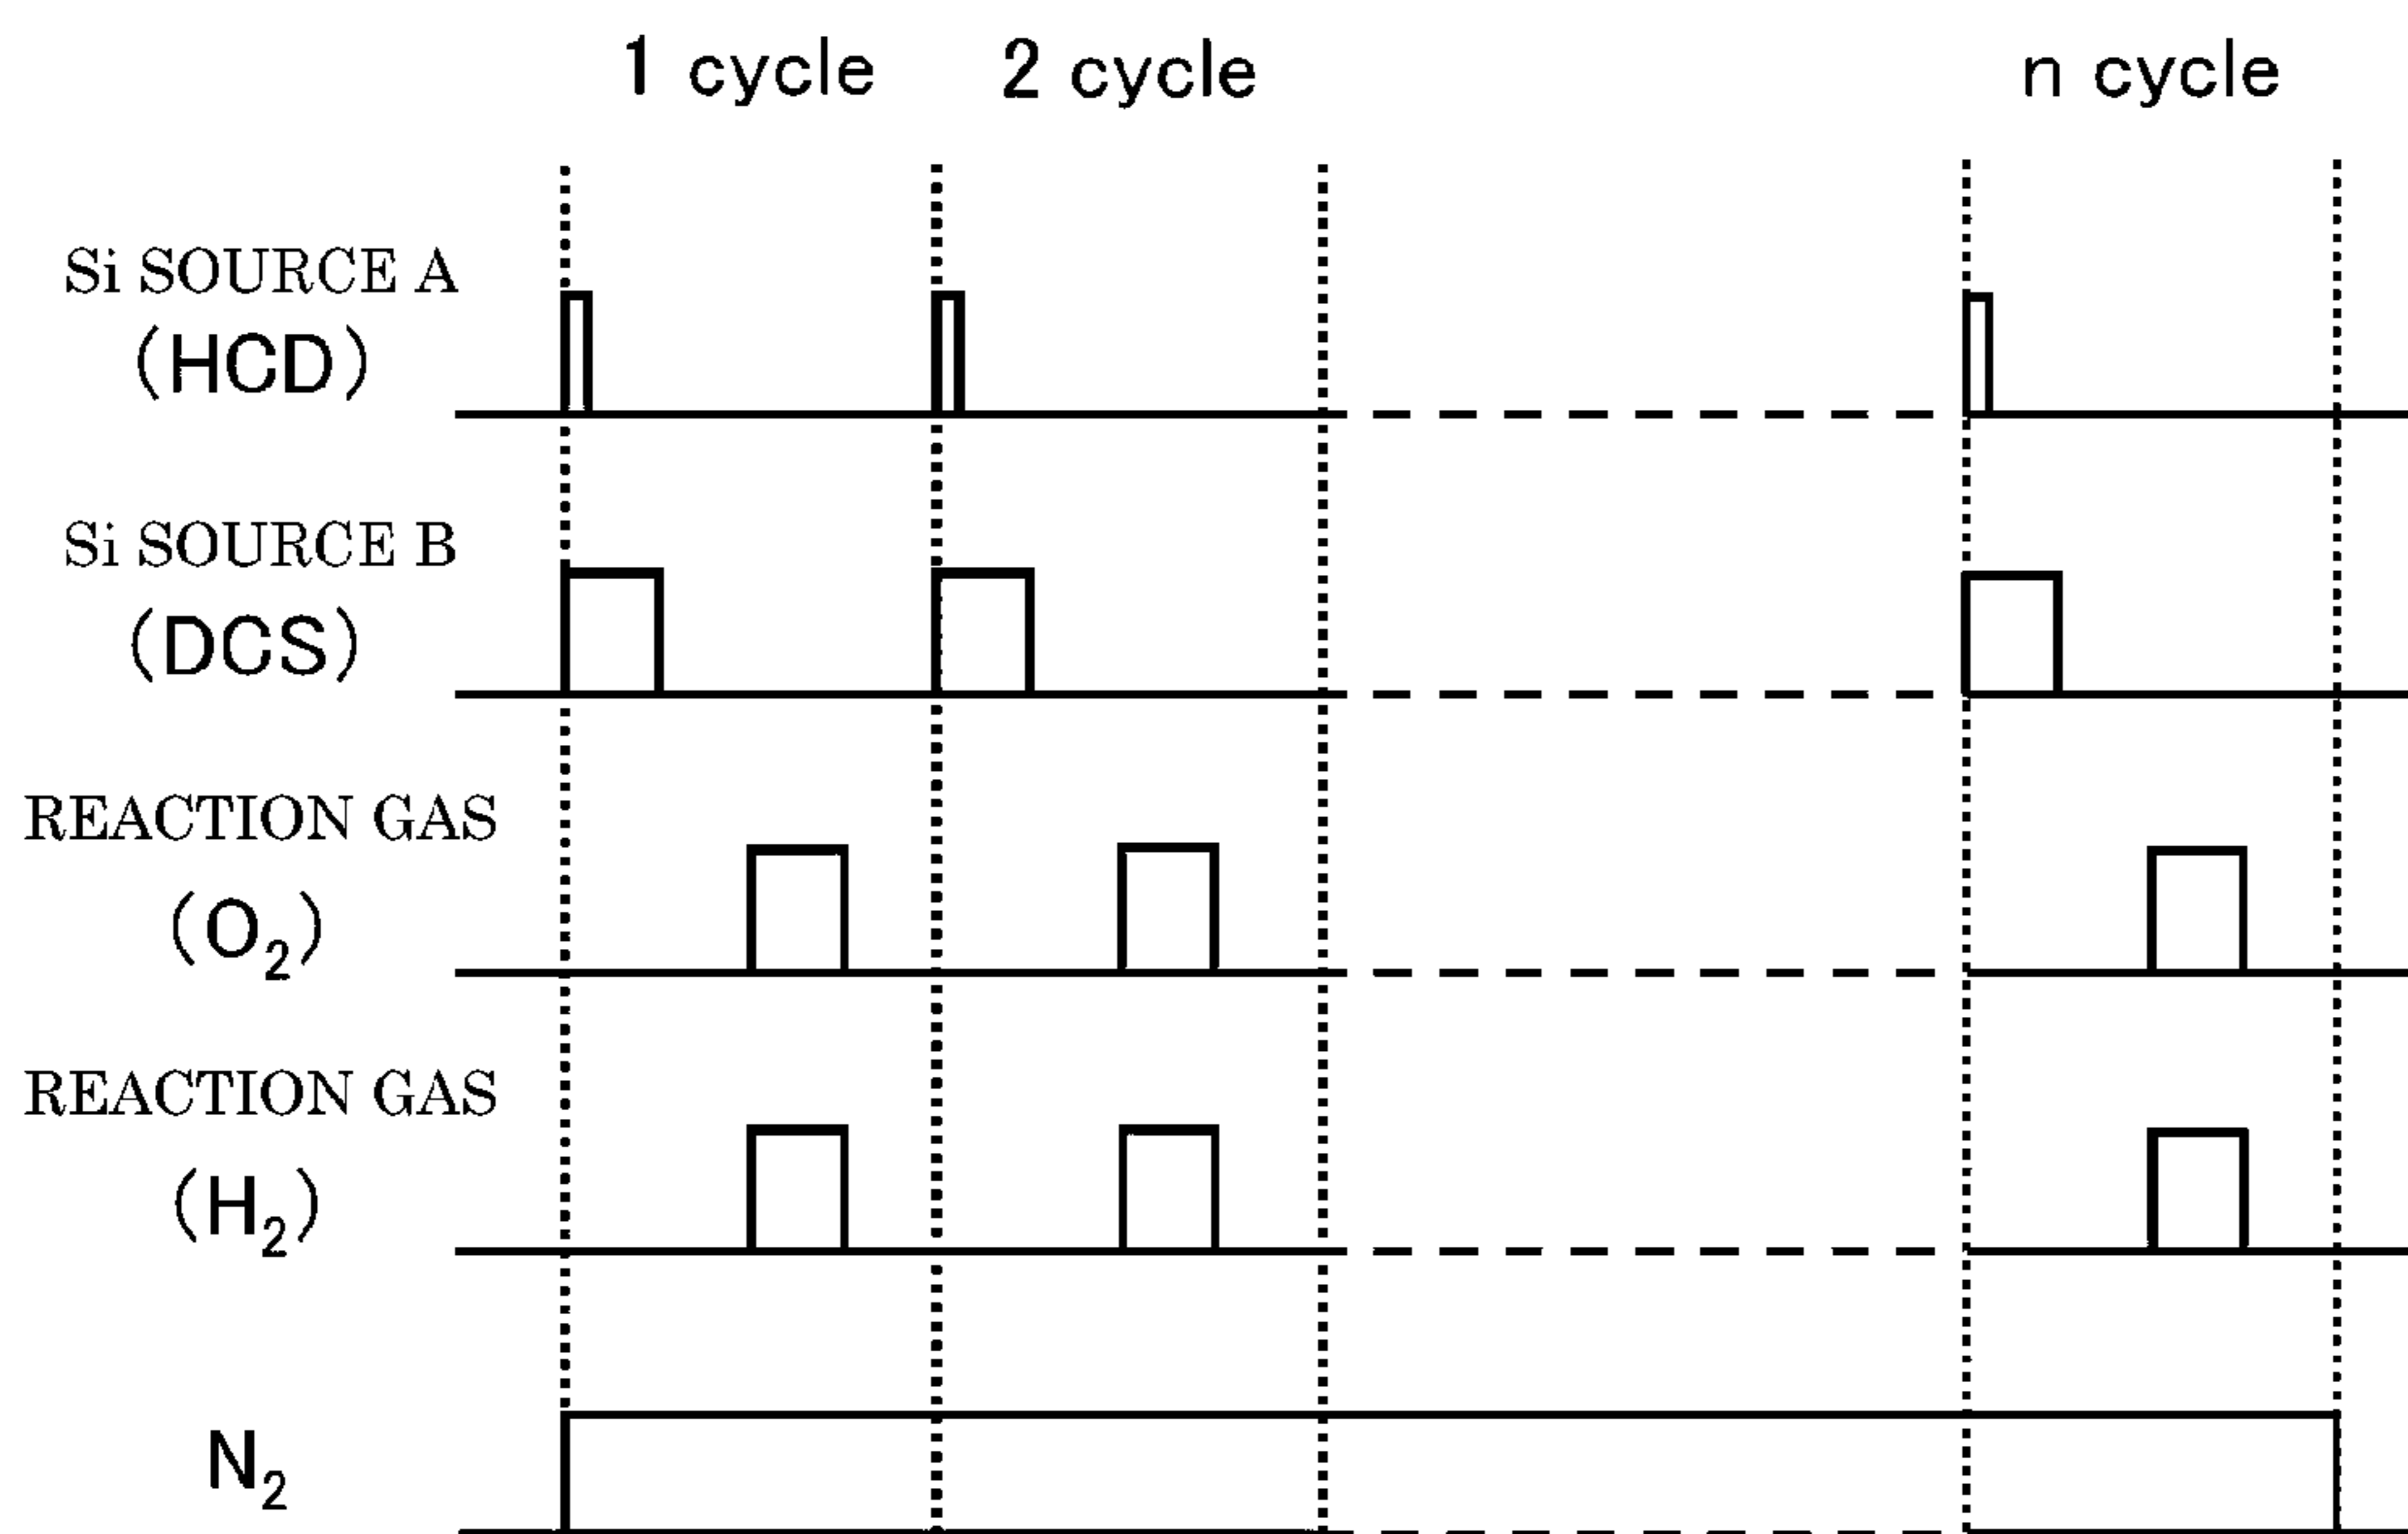 1 cycle 2 cycle n cycle
Si SOURCE A
(HCD)
Si SOURCE B
(DCS)
REACTION GAS
(O₂)
REACTION GAS
(H₂)
N₂